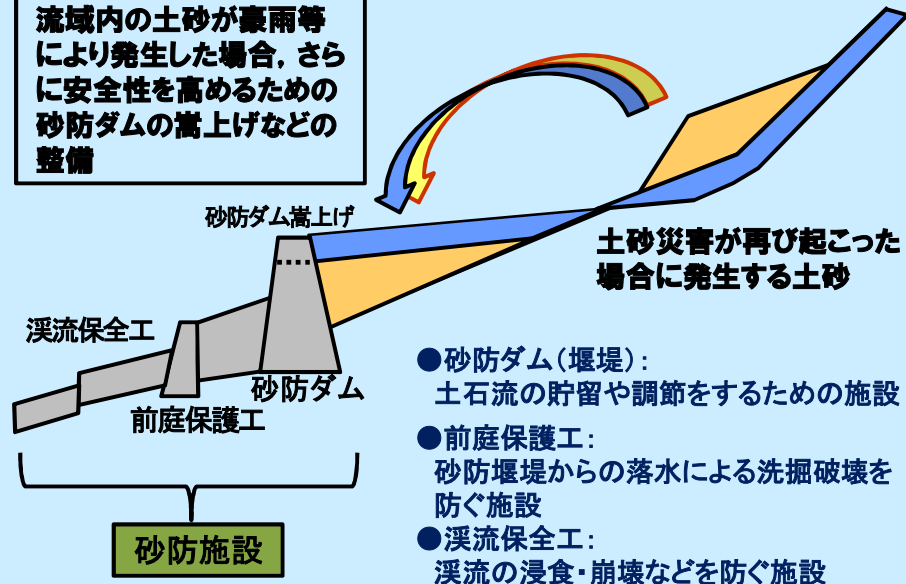 流域内の土砂が豪雨等
により発生した場合，さら
に安全性を高めるための
砂防ダムの嵩上げなどの
整備
砂防ダム嵩上げ
土砂災害が再び起こった
場合に発生する土砂
渓流保全工
砂防ダム
前庭保護工
●砂防ダム（堰堤）：
土石流の貯留や調節をするための施設
●前庭保護工：
砂防堰堤からの落水による洗掘破壊を
防ぐ施設
●渓流保全工：
渓流の浸食・崩壊などを防ぐ施設
砂防施設